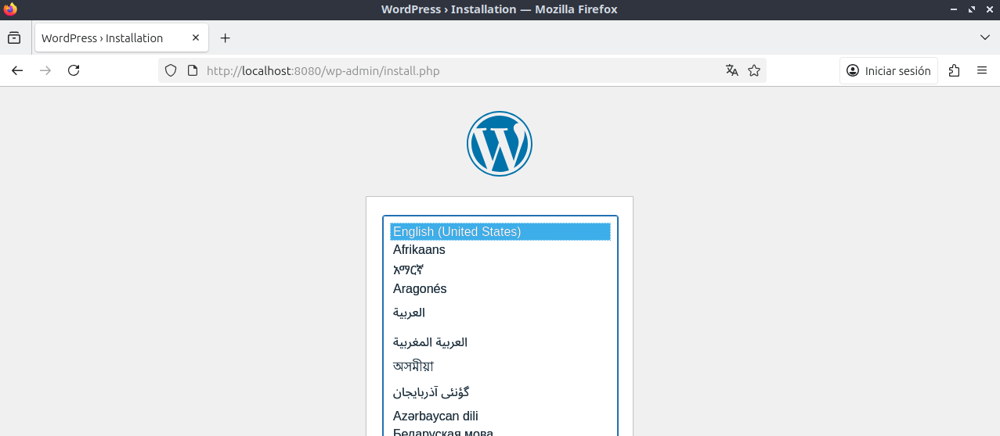 WordPress › Installation — Mozilla Firefox
WordPress › Installation
http://localhost:8080/wp-admin/install.php
Iniciar sesión
English (United States)
Afrikaans
አማርኛ
Aragonés
العربية
العربية المغربية
অসমীয়া
گؤنئی آذربایجان
Azərbaycan dili
Беларуская мова